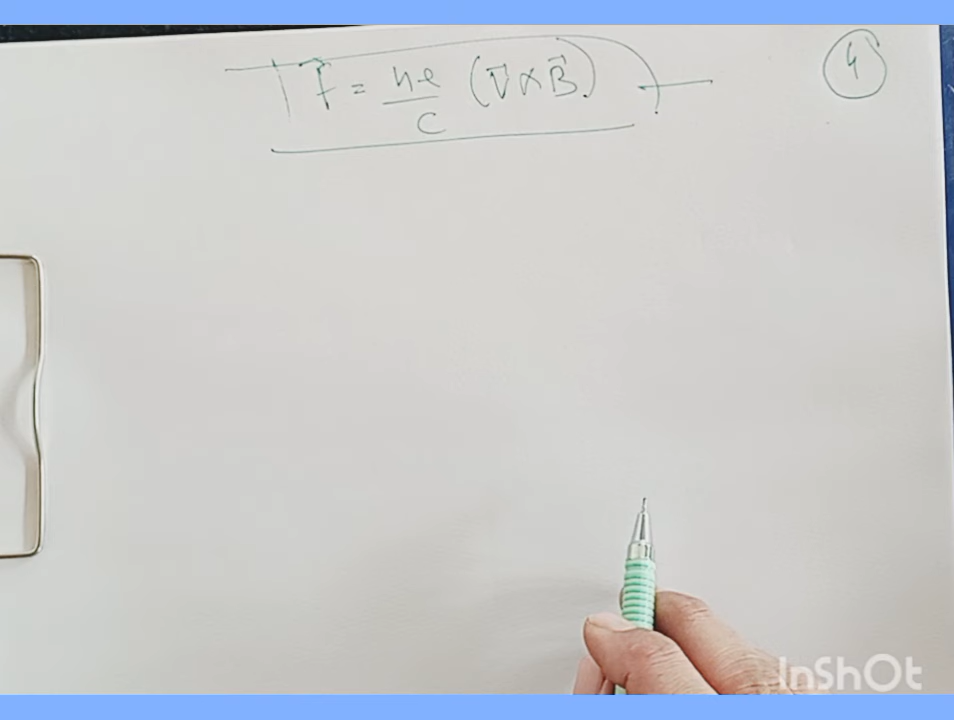 f⃗ = ne/c (v⃗ × B⃗)
4
InShOt